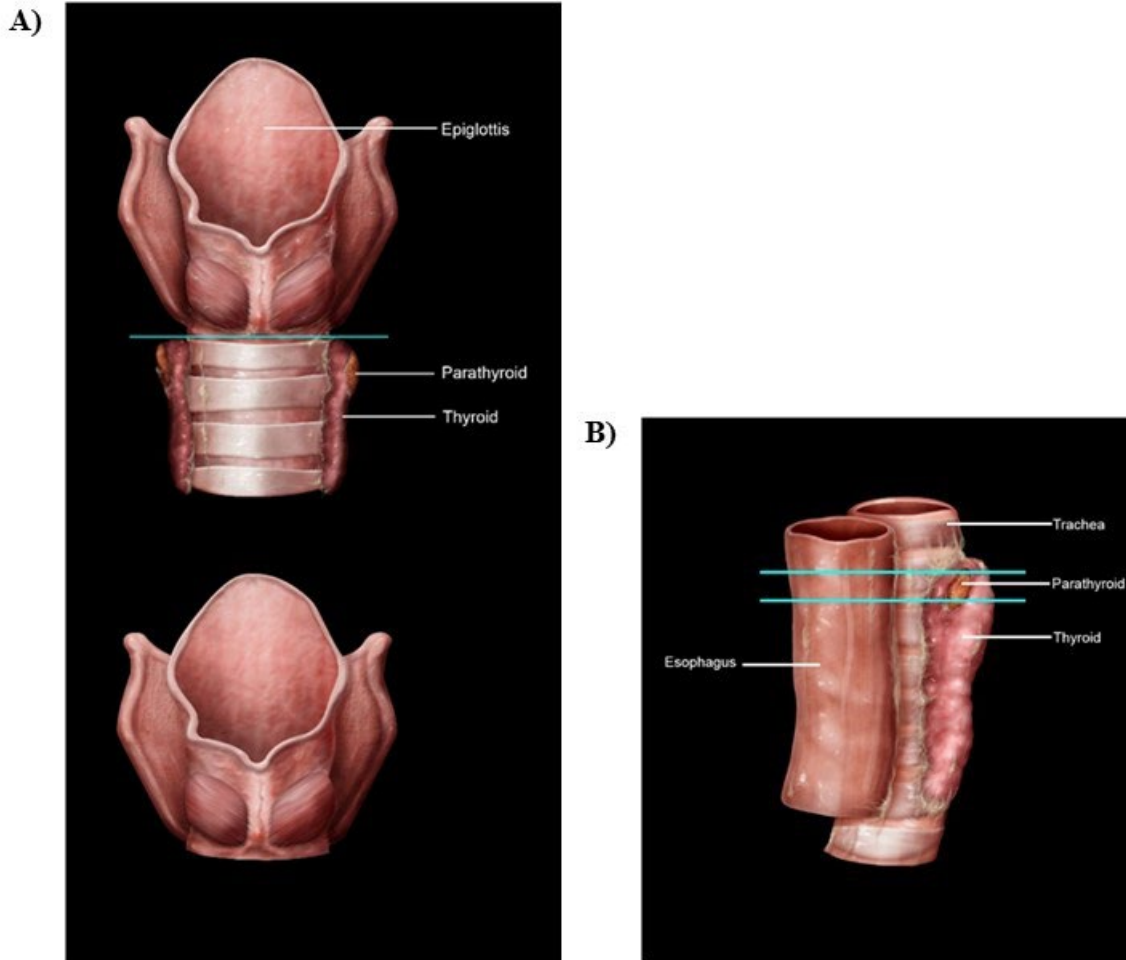 A)
Epiglottis
Parathyroid
Thyroid
B)
Trachea
Parathyroid
Thyroid
Esophagus